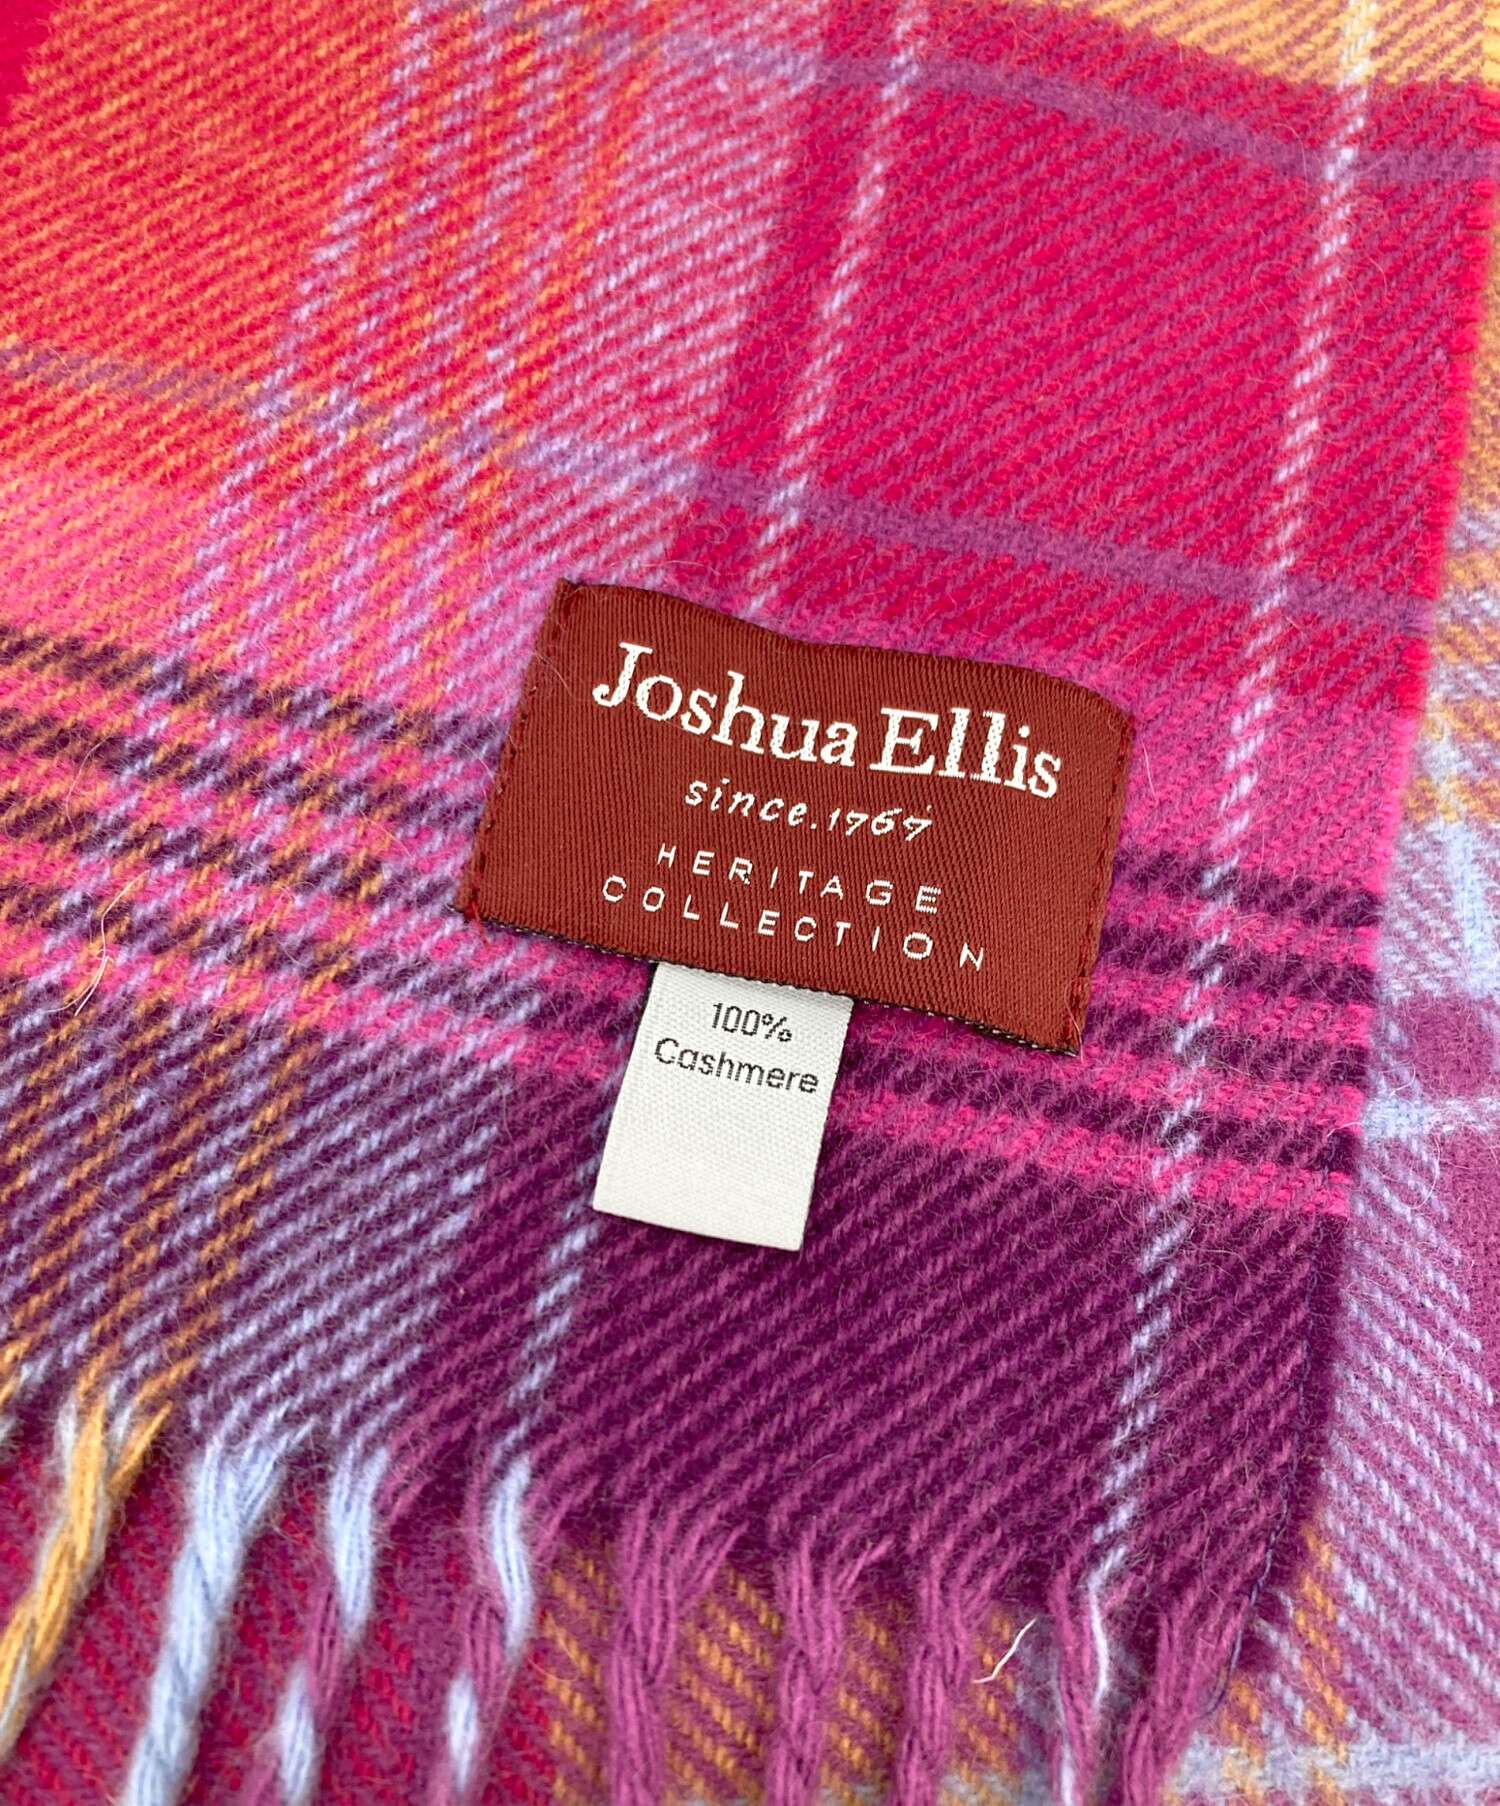 Joshua Ellis
since.1767
HERITAGE
COLLECTION
100%
Cashmere